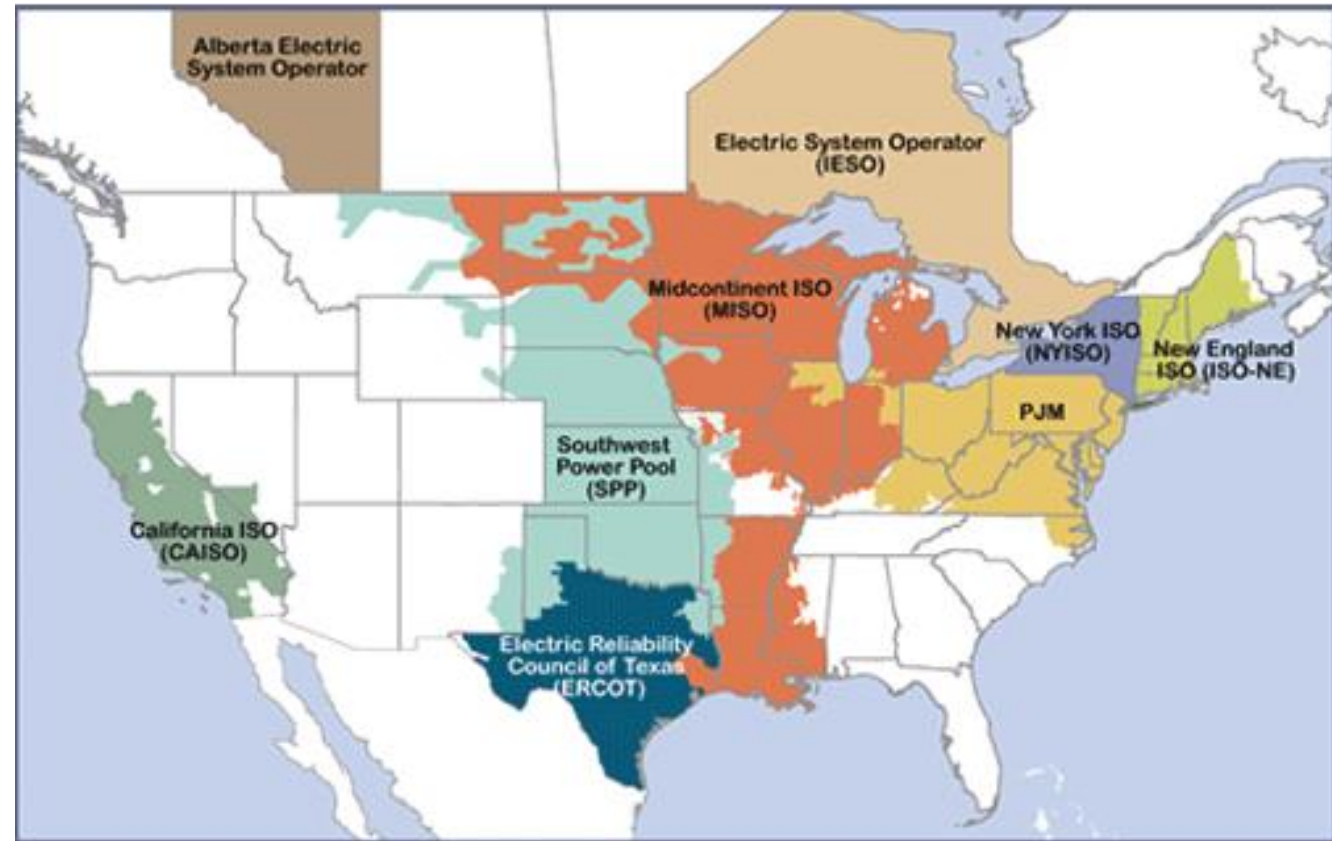 Alberta Electric
System Operator
Electric System Operator
(IESO)
Midcontinent ISO
(MISO)
New York ISO
(NYISO)
New England
ISO (ISO-NE)
PJM
Southwest
Power Pool
(SPP)
California ISO
(CAISO)
Electric Reliability
Council of Texas
(ERCOT)